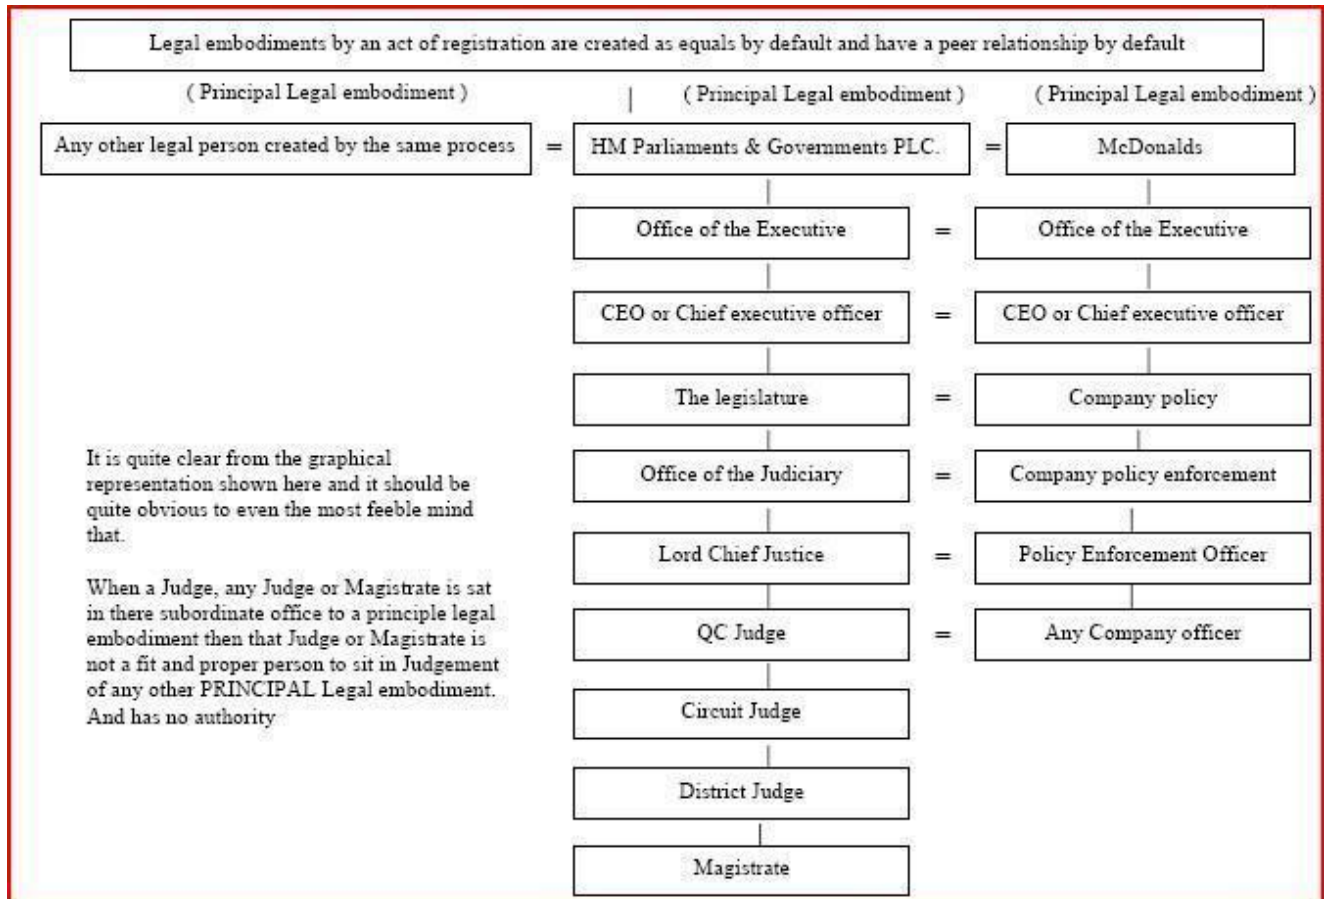 Legal embodiments by an act of registration are created as equals by default and have a peer relationship by default
( Principal Legal embodiment ) | ( Principal Legal embodiment ) ( Principal Legal embodiment )
Any other legal person created by the same process = HM Parliaments & Governments PLC. = McDonalds
Office of the Executive = Office of the Executive
CEO or Chief executive officer = CEO or Chief executive officer
The legislature = Company policy
Office of the Judiciary = Company policy enforcement
Lord Chief Justice = Policy Enforcement Officer
QC Judge = Any Company officer
Circuit Judge
District Judge
Magistrate
It is quite clear from the graphical
representation shown here and it should be
quite obvious to even the most feeble mind
that.
When a Judge, any Judge or Magistrate is sat
in there subordinate office to a principle legal
embodiment then that Judge or Magistrate is
not a fit and proper person to sit in Judgement
of any other PRINCIPAL Legal embodiment.
And has no authority